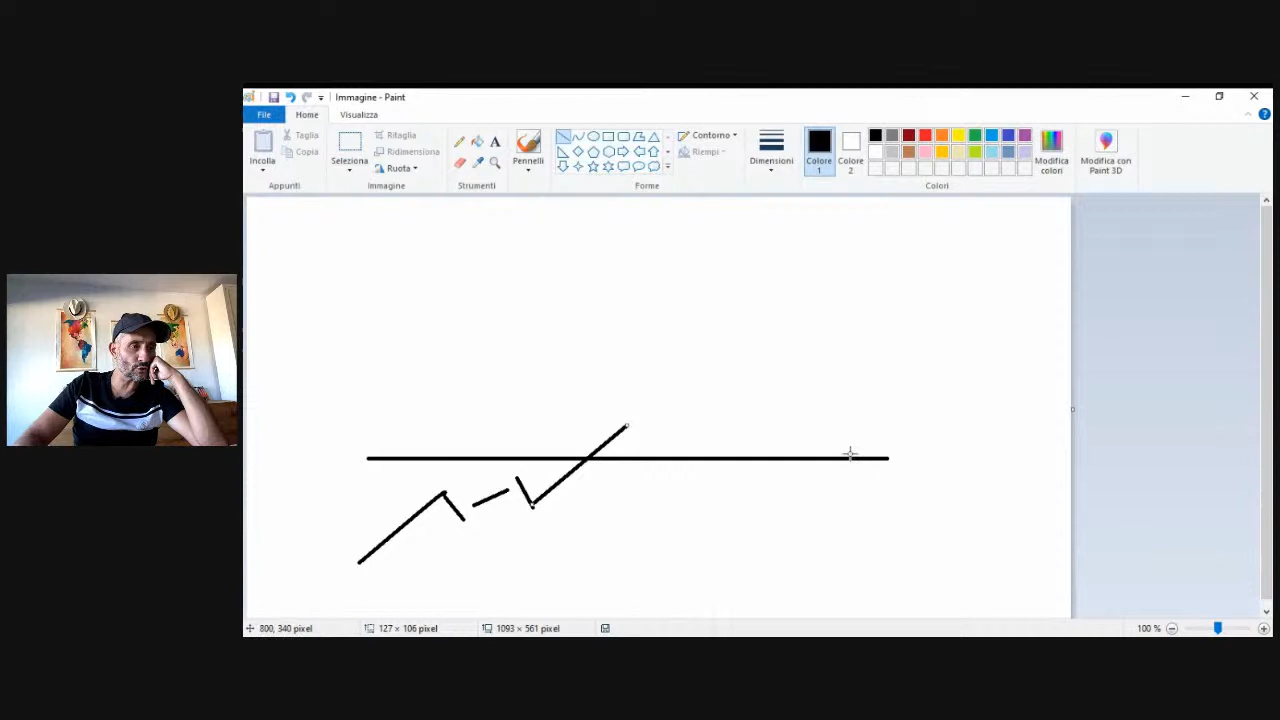 Immagine - Paint
File Home Visualizza
Incolla
Taglia
Copia
Appunti
Seleziona
Ritaglia
Ridimensiona
Ruota
Immagine
A
Strumenti
Pennelli
Contorno
Riempi
Forme
Dimensioni
Colore 1
Colore 2
Modifica colori
Colori
Modifica con Paint 3D
800, 340 pixel 127 × 106 pixel 1093 × 561 pixel 100 %